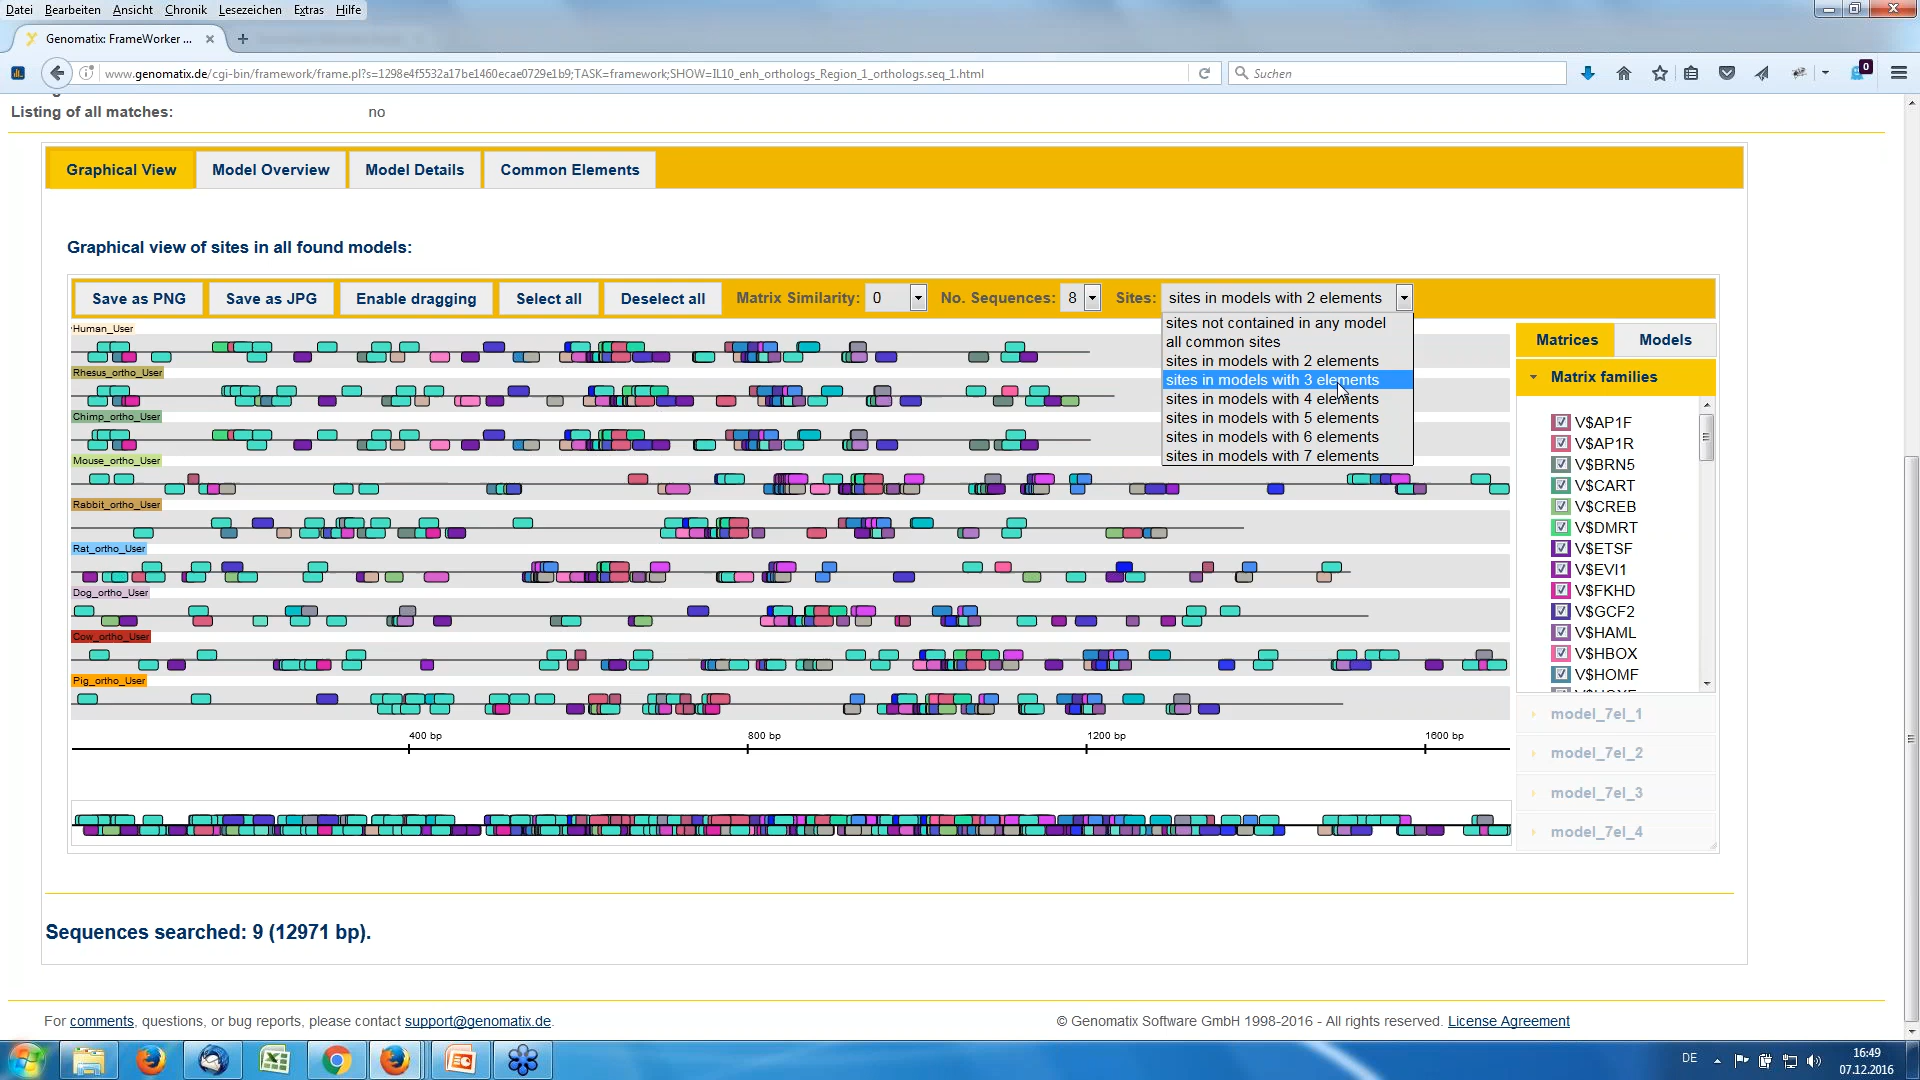 Datei Bearbeiten Ansicht Chronik Lesezeichen Extras Hilfe
Genomatix: FrameWorker ...
www.genomatix.de/cgi-bin/framework/frame.pl?s=1298e4f5532a17be1460ecae0729e1b9;TASK=framework;SHOW=IL10_enh_orthologs_Region_1_orthologs.seq_1.html
Suchen
0
Listing of all matches: no
Graphical View Model Overview Model Details Common Elements
Graphical view of sites in all found models:
Save as PNG Save as JPG Enable dragging Select all Deselect all Matrix Similarity: 0 No. Sequences: 8 Sites: sites in models with 2 elements
sites not contained in any model
all common sites
sites in models with 2 elements
sites in models with 3 elements
sites in models with 4 elements
sites in models with 5 elements
sites in models with 6 elements
sites in models with 7 elements
Human_User
Rhesus_ortho_User
Chimp_ortho_User
Mouse_ortho_User
Rabbit_ortho_User
Rat_ortho_User
Dog_ortho_User
Cow_ortho_User
Pig_ortho_User
400 bp 800 bp 1200 bp 1600 bp
Matrices Models
Matrix families
V$AP1F
V$AP1R
V$BRN5
V$CART
V$CREB
V$DMRT
V$ETSF
V$EVI1
V$FKHD
V$GCF2
V$HAML
V$HBOX
V$HOMF
model_7el_1
model_7el_2
model_7el_3
model_7el_4
Sequences searched: 9 (12971 bp).
For comments, questions, or bug reports, please contact support@genomatix.de.
© Genomatix Software GmbH 1998-2016 - All rights reserved. License Agreement
DE
16:49
07.12.2016